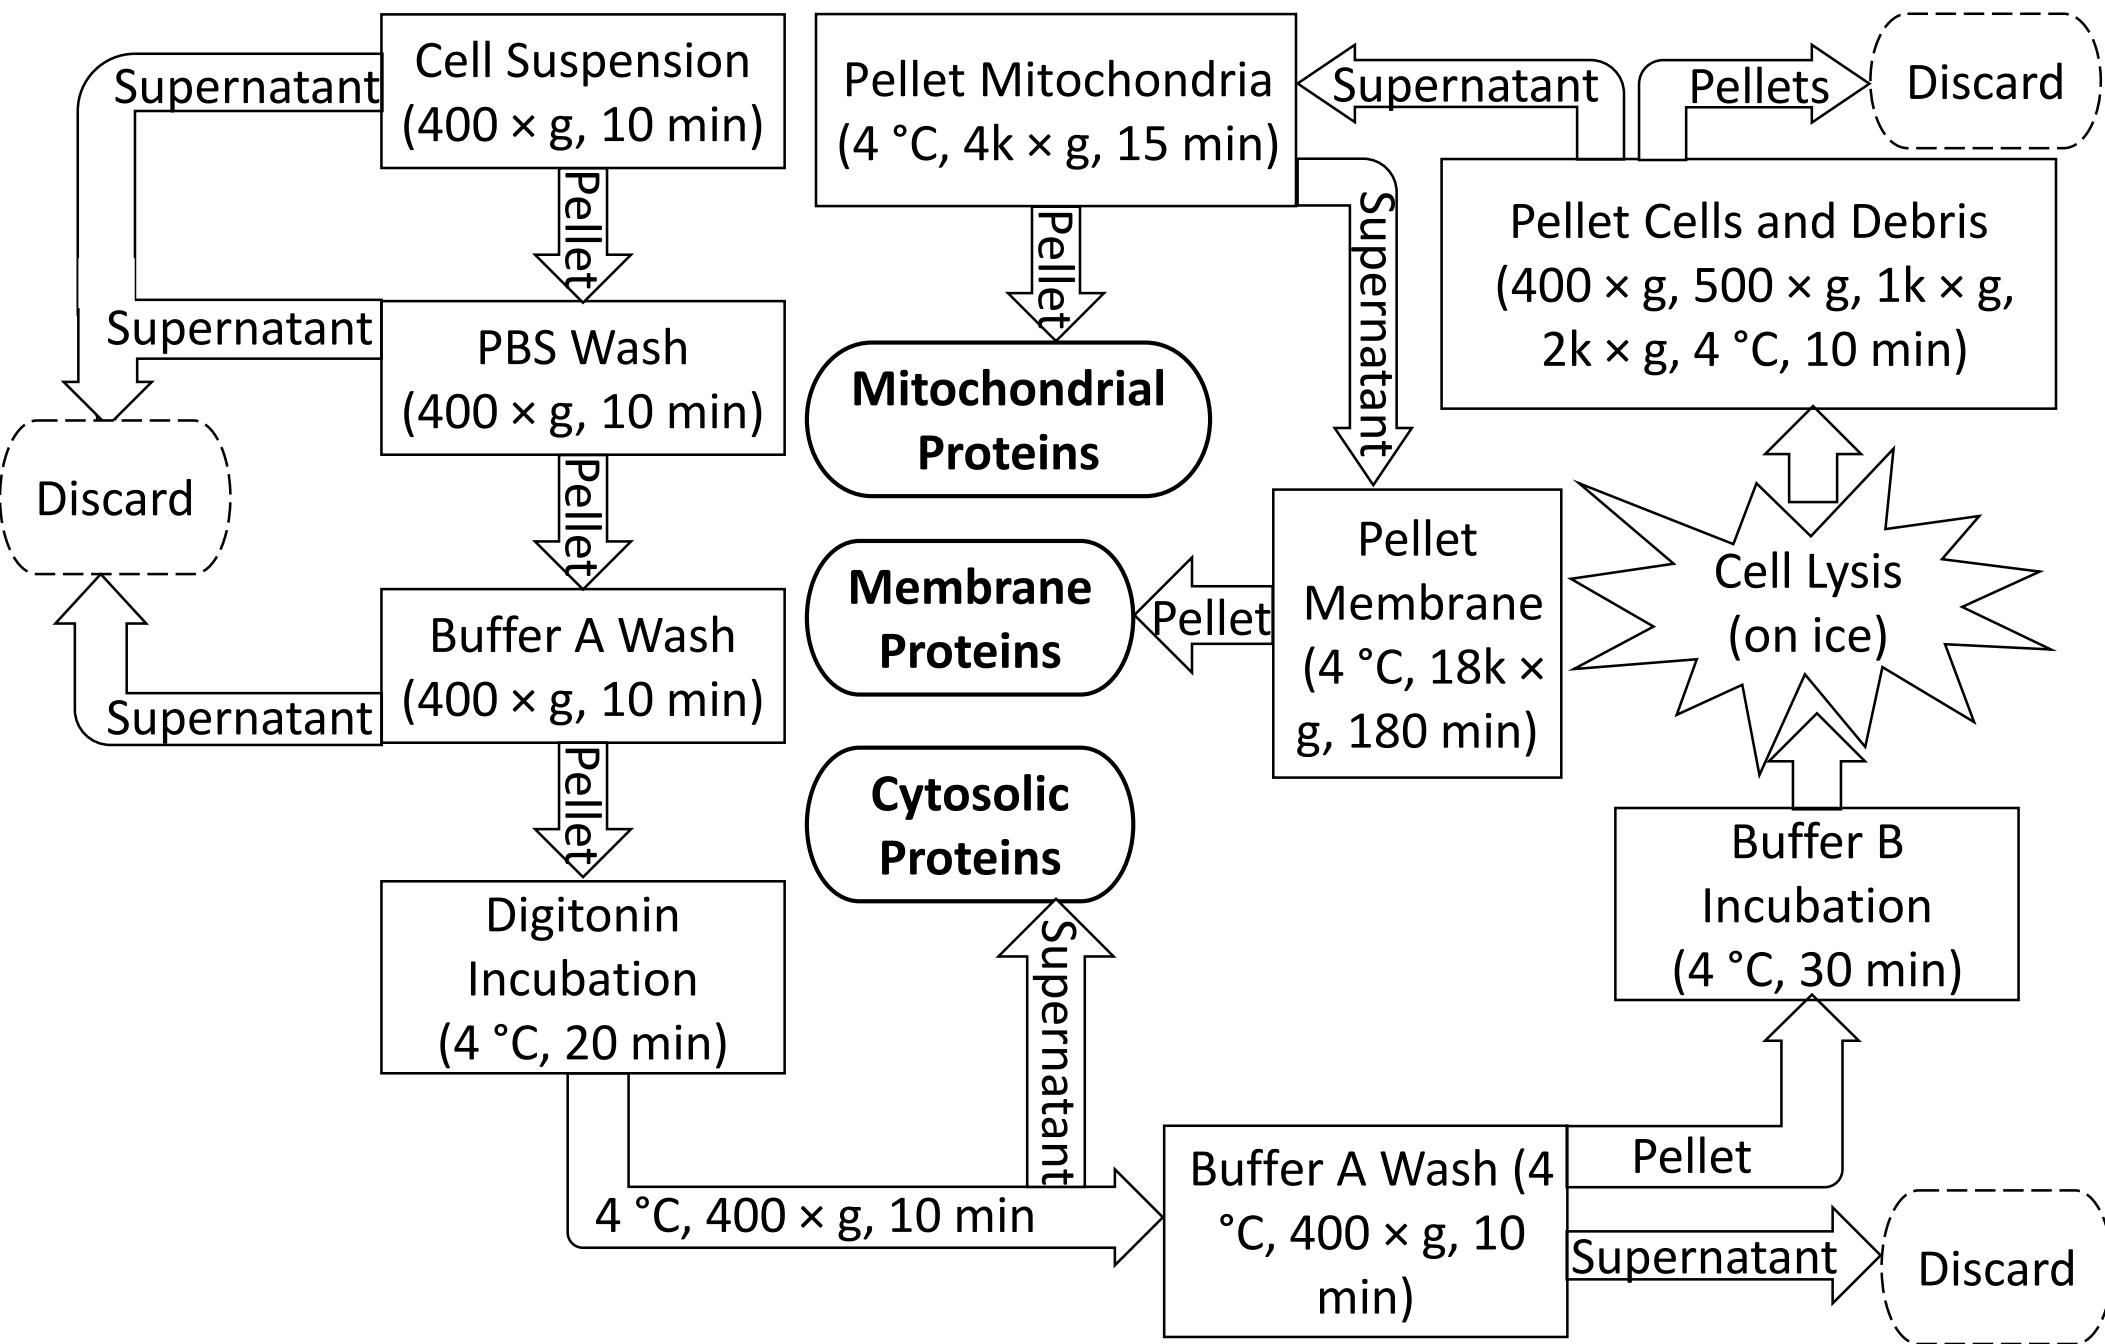 Cell Suspension
(400 × g, 10 min)
Supernatant
Pellet
PBS Wash
(400 × g, 10 min)
Supernatant
Discard
Pellet
Buffer A Wash
(400 × g, 10 min)
Supernatant
Pellet
Digitonin
Incubation
(4 °C, 20 min)
4 °C, 400 × g, 10 min
Supernatant
Cytosolic
Proteins
Buffer A Wash (4
°C, 400 × g, 10
min)
Supernatant
Discard
Pellet
Buffer B
Incubation
(4 °C, 30 min)
Cell Lysis
(on ice)
Pellet Cells and Debris
(400 × g, 500 × g, 1k × g,
2k × g, 4 °C, 10 min)
Pellets
Discard
Supernatant
Pellet Mitochondria
(4 °C, 4k × g, 15 min)
Pellet
Mitochondrial
Proteins
Supernatant
Pellet
Membrane
(4 °C, 18k ×
g, 180 min)
Pellet
Membrane
Proteins